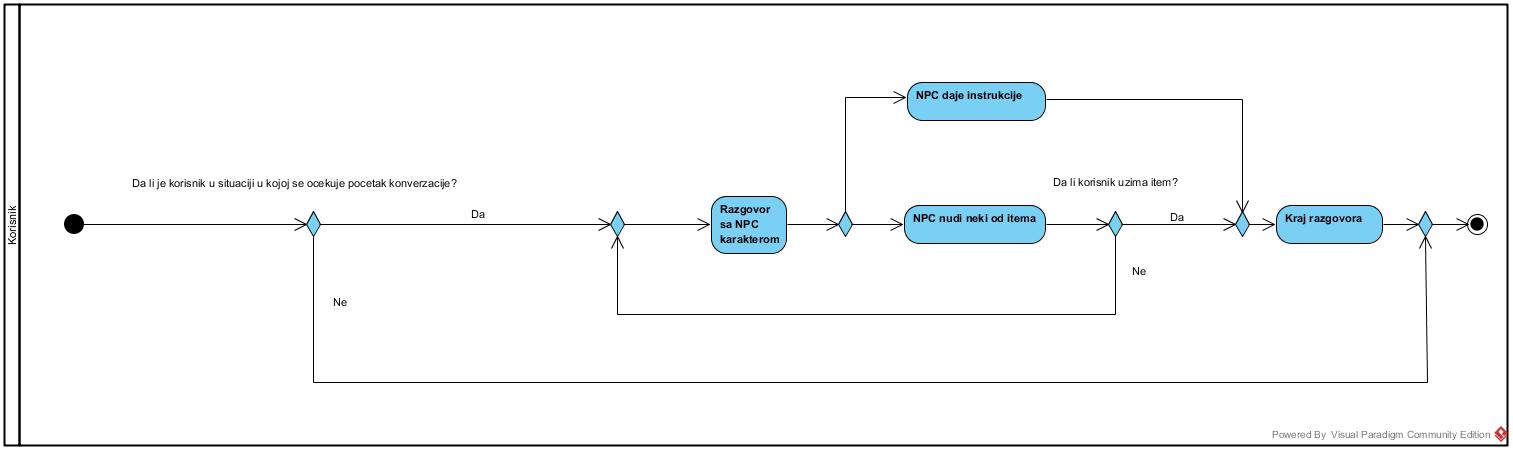 Korisnik
Da li je korisnik u situaciji u kojoj se ocekuje pocetak konverzacije?
Da
Ne
Razgovor
sa NPC
karakterom
NPC daje instrukcije
NPC nudi neki od itema
Da li korisnik uzima item?
Da
Ne
Kraj razgovora
Powered By Visual Paradigm Community Edition